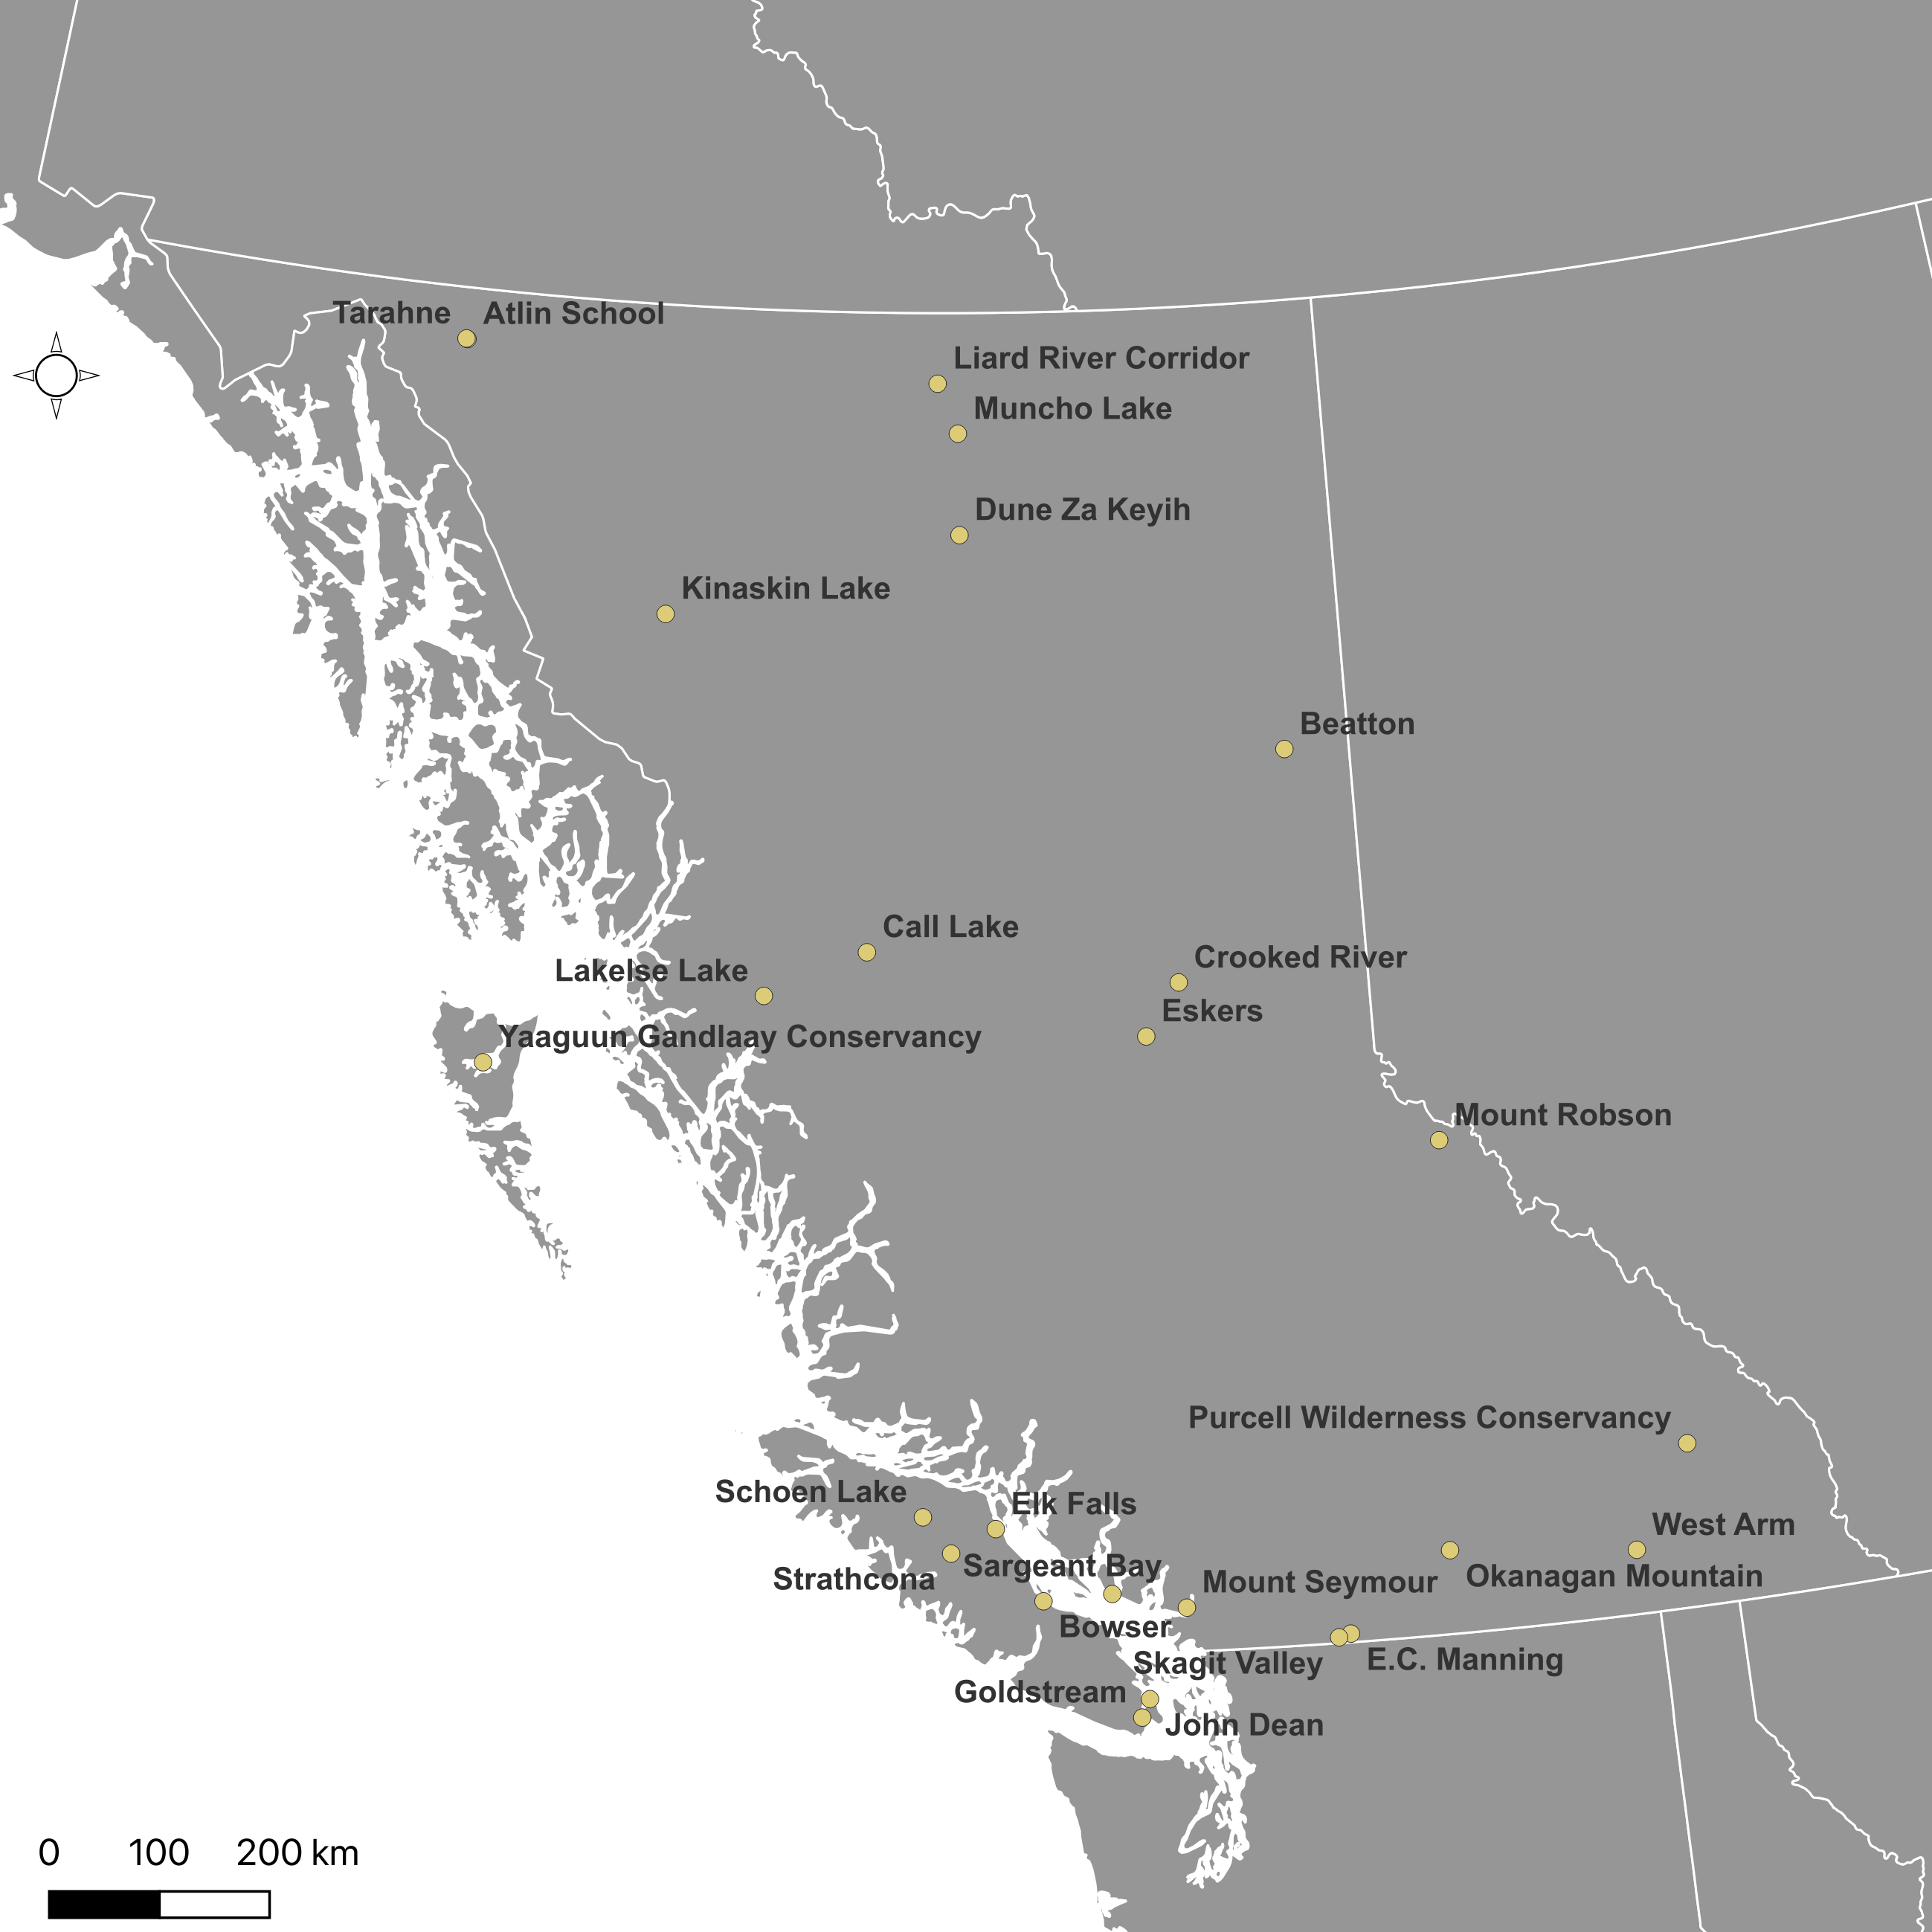 Tarahne
Atlin School
Liard River Corridor
Muncho Lake
Dune Za Keyih
Kinaskin Lake
Beatton
Call Lake
Lakelse Lake
Crooked River
Eskers
Yaaguun Gandlaay Conservancy
Mount Robson
Purcell Wilderness Conservancy
Schoen Lake
Elk Falls
West Arm
Sargeant Bay
Strathcona
Mount Seymour
Okanagan Mountain
Bowser
Skagit Valley
E.C. Manning
Goldstream
John Dean
0 100 200 km